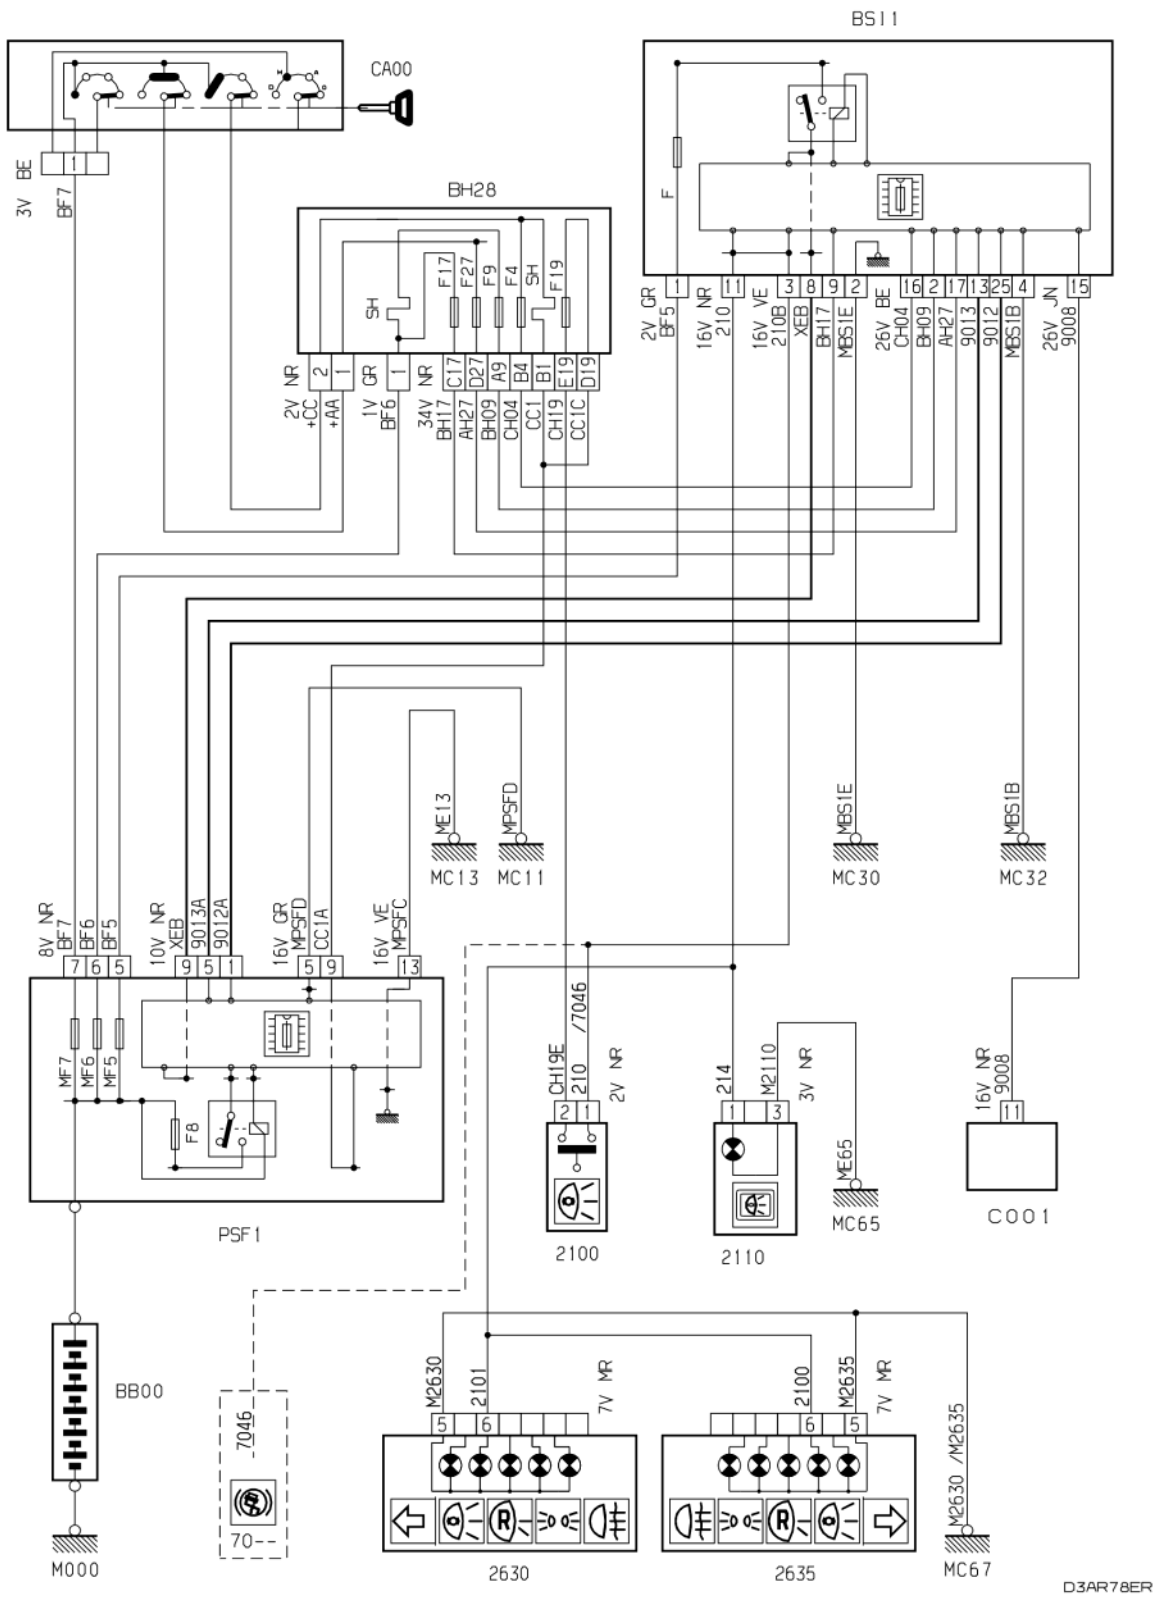 BSI1
CA00
H
A
D
3V BE
1
BF7
BH28
SH
F17
F27
F9
F4
SH
F19
F
2V NR
2
1
+CC
+AA
1V GR
1
BF6
34V NR
C17
D27
A9
B4
B1
E19
D19
BH17
AH27
BH09
CH04
CC1
CH19
CC1C
2V GR
1
BF5
16V NR
11
210
16V VE
3
8
9
2
210B
XEB
BH17
MBS1E
26V BE
16
2
17
13
25
4
CH04
BH09
AH27
9013
9012
MBS1B
26V JN
15
9008
ME13
MC13
MPSFD
MC11
MBS1E
MC30
MBS1B
MC32
8V NR
BF7
BF6
BF5
7
6
5
10V NR
XEB
9013A
9012A
9
5
1
16V GR
MPSFD
CC1A
5
9
16V VE
MPSFC
13
MF7
MF6
MF5
F8
PSF1
CH19E
210 /7046
2V NR
2
1
2100
214
M2110
3V NR
1
3
2110
ME65
MC65
16V NR
9008
11
C001
BB00
M000
7046
70--
M2630
2101
7V MR
5
6
R
2630
2100
M2635
7V MR
6
5
R
2635
M2630 /M2635
MC67
D3AR78ER